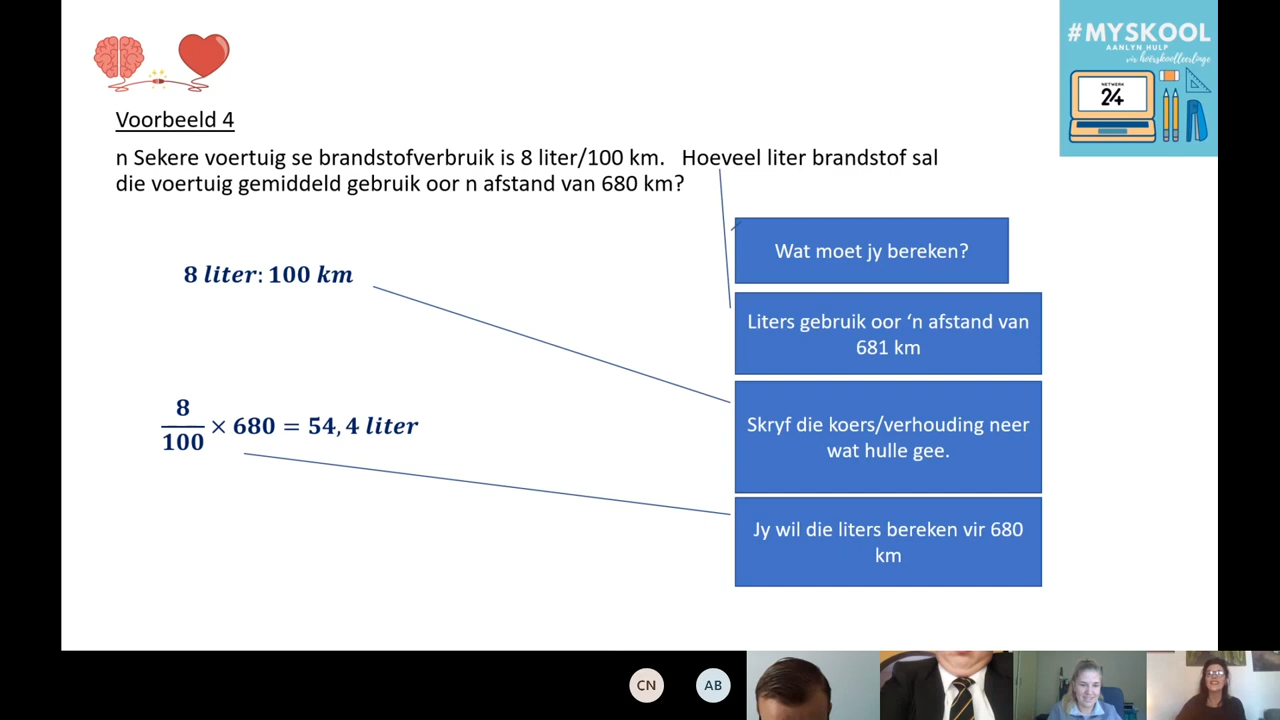 #MYSKOOL
AANLYN HULP
vir hoërskoolleerlinge
NETWERK
24
Voorbeeld 4
n Sekere voertuig se brandstofverbruik is 8 liter/100 km.   Hoeveel liter brandstof sal
die voertuig gemiddeld gebruik oor n afstand van 680 km?
Wat moet jy bereken?
8 liter: 100 km
Liters gebruik oor ‘n afstand van
681 km
8/100 × 680 = 54, 4 liter
Skryf die koers/verhouding neer
wat hulle gee.
Jy wil die liters bereken vir 680
km
CN
AB